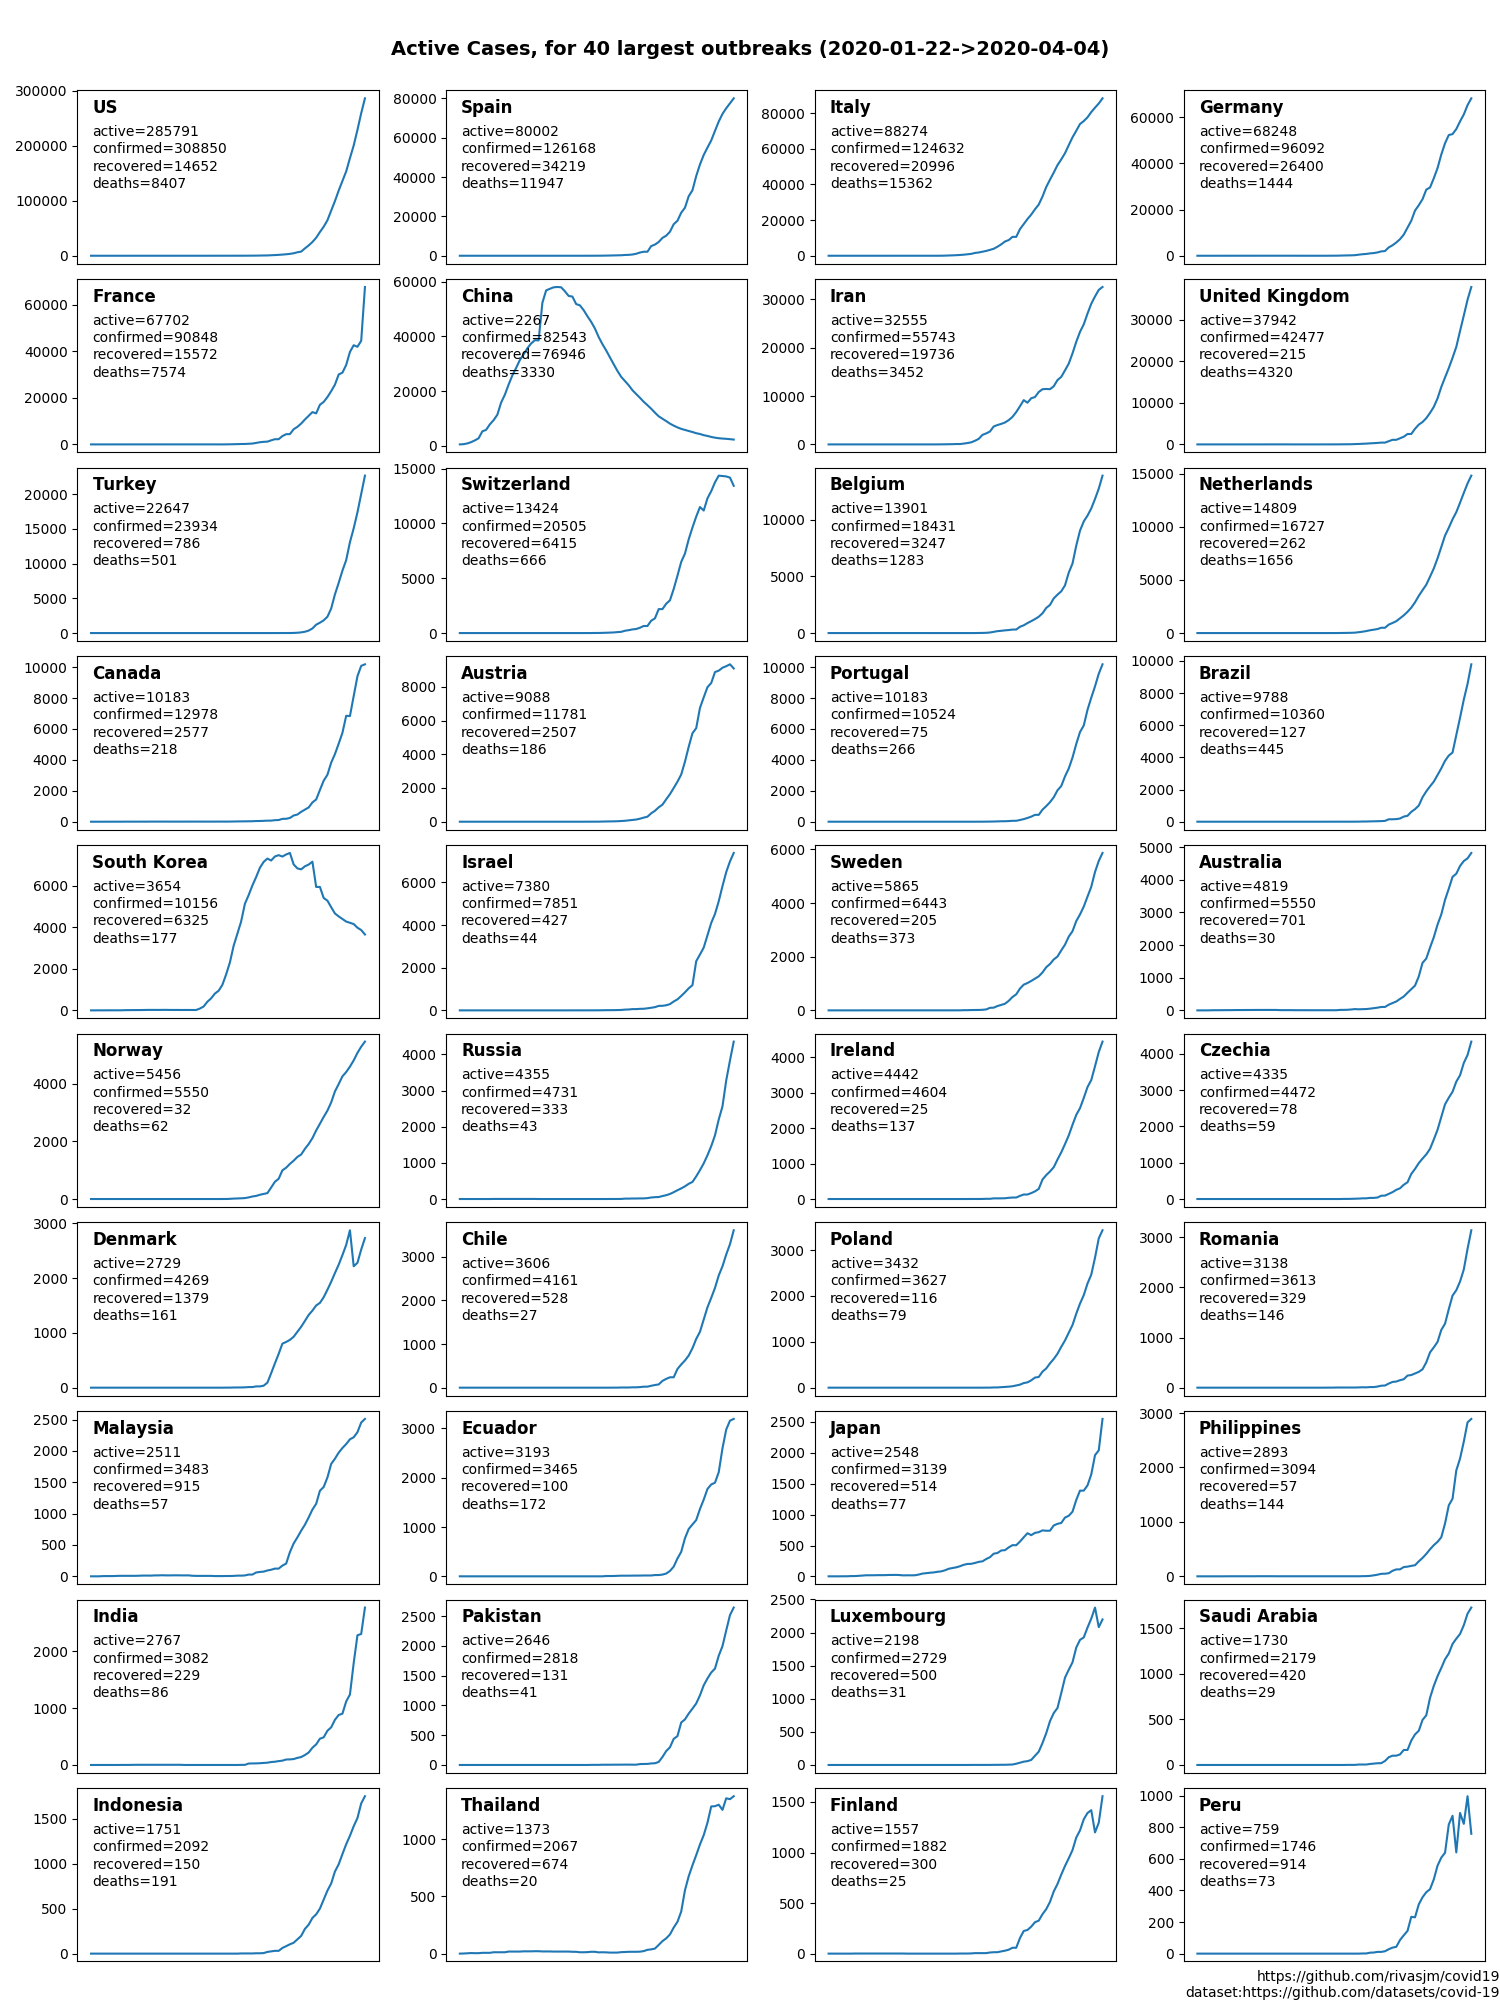 Active Cases, for 40 largest outbreaks (2020-01-22->2020-04-04)
US
active=285791
confirmed=308850
recovered=14652
deaths=8407
300000
200000
100000
0
Spain
active=80002
confirmed=126168
recovered=34219
deaths=11947
80000
60000
40000
20000
0
Italy
active=88274
confirmed=124632
recovered=20996
deaths=15362
80000
60000
40000
20000
0
Germany
active=68248
confirmed=96092
recovered=26400
deaths=1444
60000
40000
20000
0
France
active=67702
confirmed=90848
recovered=15572
deaths=7574
60000
40000
20000
0
China
active=2267
confirmed=82543
recovered=76946
deaths=3330
60000
40000
20000
0
Iran
active=32555
confirmed=55743
recovered=19736
deaths=3452
30000
20000
10000
0
United Kingdom
active=37942
confirmed=42477
recovered=215
deaths=4320
30000
20000
10000
0
Turkey
active=22647
confirmed=23934
recovered=786
deaths=501
20000
15000
10000
5000
0
Switzerland
active=13424
confirmed=20505
recovered=6415
deaths=666
15000
10000
5000
0
Belgium
active=13901
confirmed=18431
recovered=3247
deaths=1283
10000
5000
0
Netherlands
active=14809
confirmed=16727
recovered=262
deaths=1656
15000
10000
5000
0
Canada
active=10183
confirmed=12978
recovered=2577
deaths=218
10000
8000
6000
4000
2000
0
Austria
active=9088
confirmed=11781
recovered=2507
deaths=186
8000
6000
4000
2000
0
Portugal
active=10183
confirmed=10524
recovered=75
deaths=266
10000
8000
6000
4000
2000
0
Brazil
active=9788
confirmed=10360
recovered=127
deaths=445
10000
8000
6000
4000
2000
0
South Korea
active=3654
confirmed=10156
recovered=6325
deaths=177
6000
4000
2000
0
Israel
active=7380
confirmed=7851
recovered=427
deaths=44
6000
4000
2000
0
Sweden
active=5865
confirmed=6443
recovered=205
deaths=373
6000
4000
2000
0
Australia
active=4819
confirmed=5550
recovered=701
deaths=30
5000
4000
3000
2000
1000
0
Norway
active=5456
confirmed=5550
recovered=32
deaths=62
4000
2000
0
Russia
active=4355
confirmed=4731
recovered=333
deaths=43
4000
3000
2000
1000
0
Ireland
active=4442
confirmed=4604
recovered=25
deaths=137
4000
3000
2000
1000
0
Czechia
active=4335
confirmed=4472
recovered=78
deaths=59
4000
3000
2000
1000
0
Denmark
active=2729
confirmed=4269
recovered=1379
deaths=161
3000
2000
1000
0
Chile
active=3606
confirmed=4161
recovered=528
deaths=27
3000
2000
1000
0
Poland
active=3432
confirmed=3627
recovered=116
deaths=79
3000
2000
1000
0
Romania
active=3138
confirmed=3613
recovered=329
deaths=146
3000
2000
1000
0
Malaysia
active=2511
confirmed=3483
recovered=915
deaths=57
2500
2000
1500
1000
500
0
Ecuador
active=3193
confirmed=3465
recovered=100
deaths=172
3000
2000
1000
0
Japan
active=2548
confirmed=3139
recovered=514
deaths=77
2500
2000
1500
1000
500
0
Philippines
active=2893
confirmed=3094
recovered=57
deaths=144
3000
2000
1000
0
India
active=2767
confirmed=3082
recovered=229
deaths=86
2000
1000
0
Pakistan
active=2646
confirmed=2818
recovered=131
deaths=41
2500
2000
1500
1000
500
0
Luxembourg
active=2198
confirmed=2729
recovered=500
deaths=31
2500
2000
1500
1000
500
0
Saudi Arabia
active=1730
confirmed=2179
recovered=420
deaths=29
1500
1000
500
0
Indonesia
active=1751
confirmed=2092
recovered=150
deaths=191
1500
1000
500
0
Thailand
active=1373
confirmed=2067
recovered=674
deaths=20
1000
500
0
Finland
active=1557
confirmed=1882
recovered=300
deaths=25
1500
1000
500
0
Peru
active=759
confirmed=1746
recovered=914
deaths=73
1000
800
600
400
200
0
https://github.com/rivasjm/covid19
dataset:https://github.com/datasets/covid-19